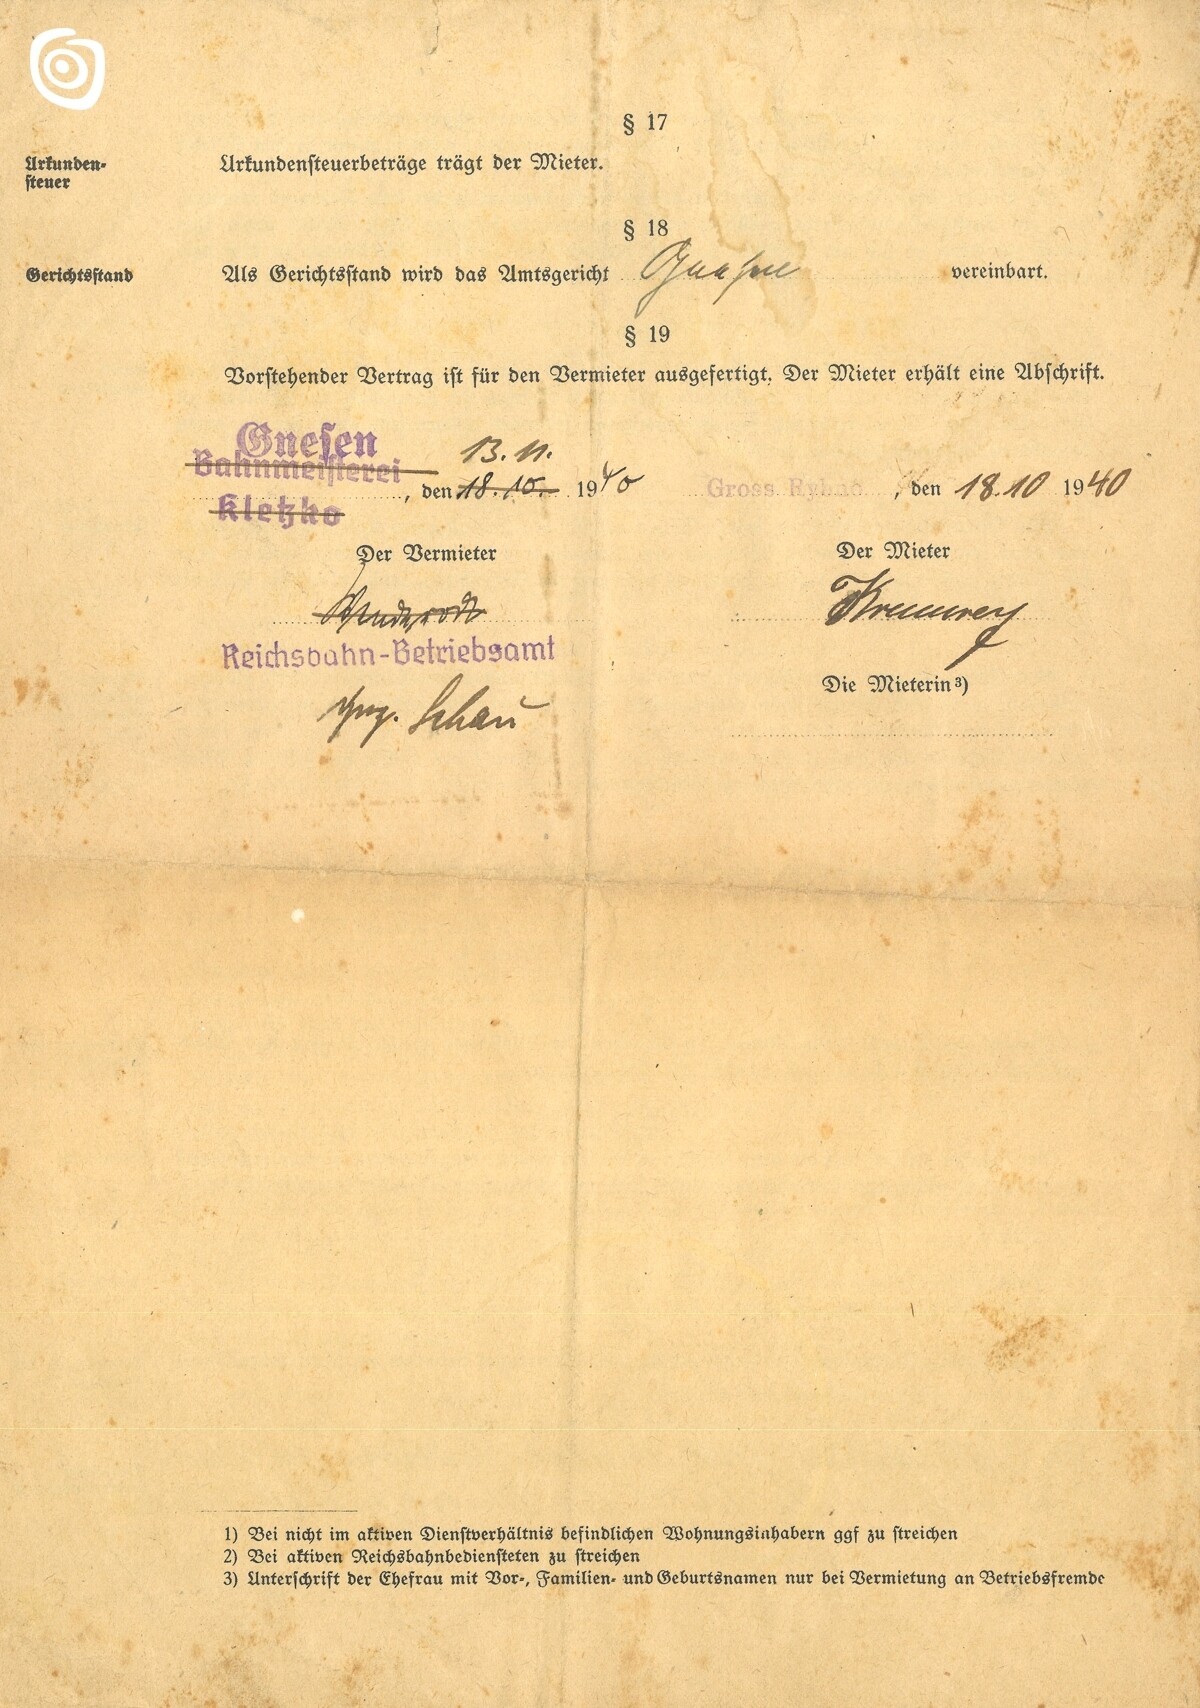 § 17
Urkunden-
steuer
Urkundensteuerbeträge trägt der Mieter.
§ 18
Gerichtsstand
Als Gerichtsstand wird das Amtsgericht Gnesen vereinbart.
§ 19
Vorstehender Vertrag ist für den Vermieter ausgefertigt. Der Mieter erhält eine Abschrift.
Gnesen
Bahnmeisterei 13. 11.
, den 18. 10. 1940
Kletzko
Gross Rybno, den 18.10 1940
Der Vermieter
Der Mieter
Reichsbahn-Betriebsamt
Die Mieterin ³)
gez. Schau
1) Bei nicht im aktiven Dienstverhältnis befindlichen Wohnungsinhabern ggf zu streichen
2) Bei aktiven Reichsbahnbediensteten zu streichen
3) Unterschrift der Ehefrau mit Vor-, Familien- und Geburtsnamen nur bei Vermietung an Betriebsfremde